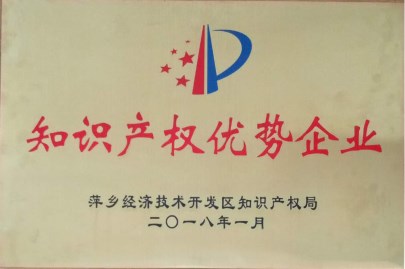 知识产权优势企业
萍乡经济技术开发区知识产权局
二〇一八年一月